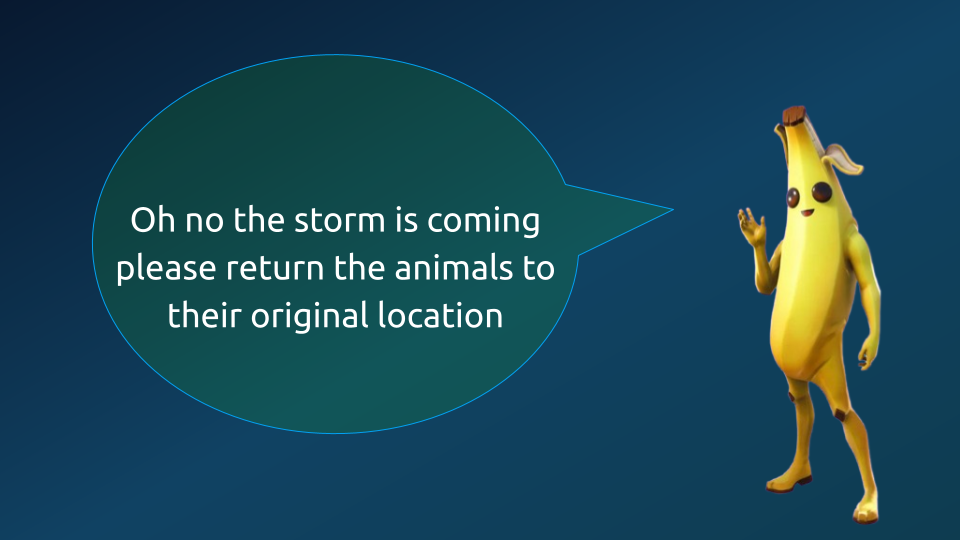 Oh no the storm is coming
please return the animals to
their original location